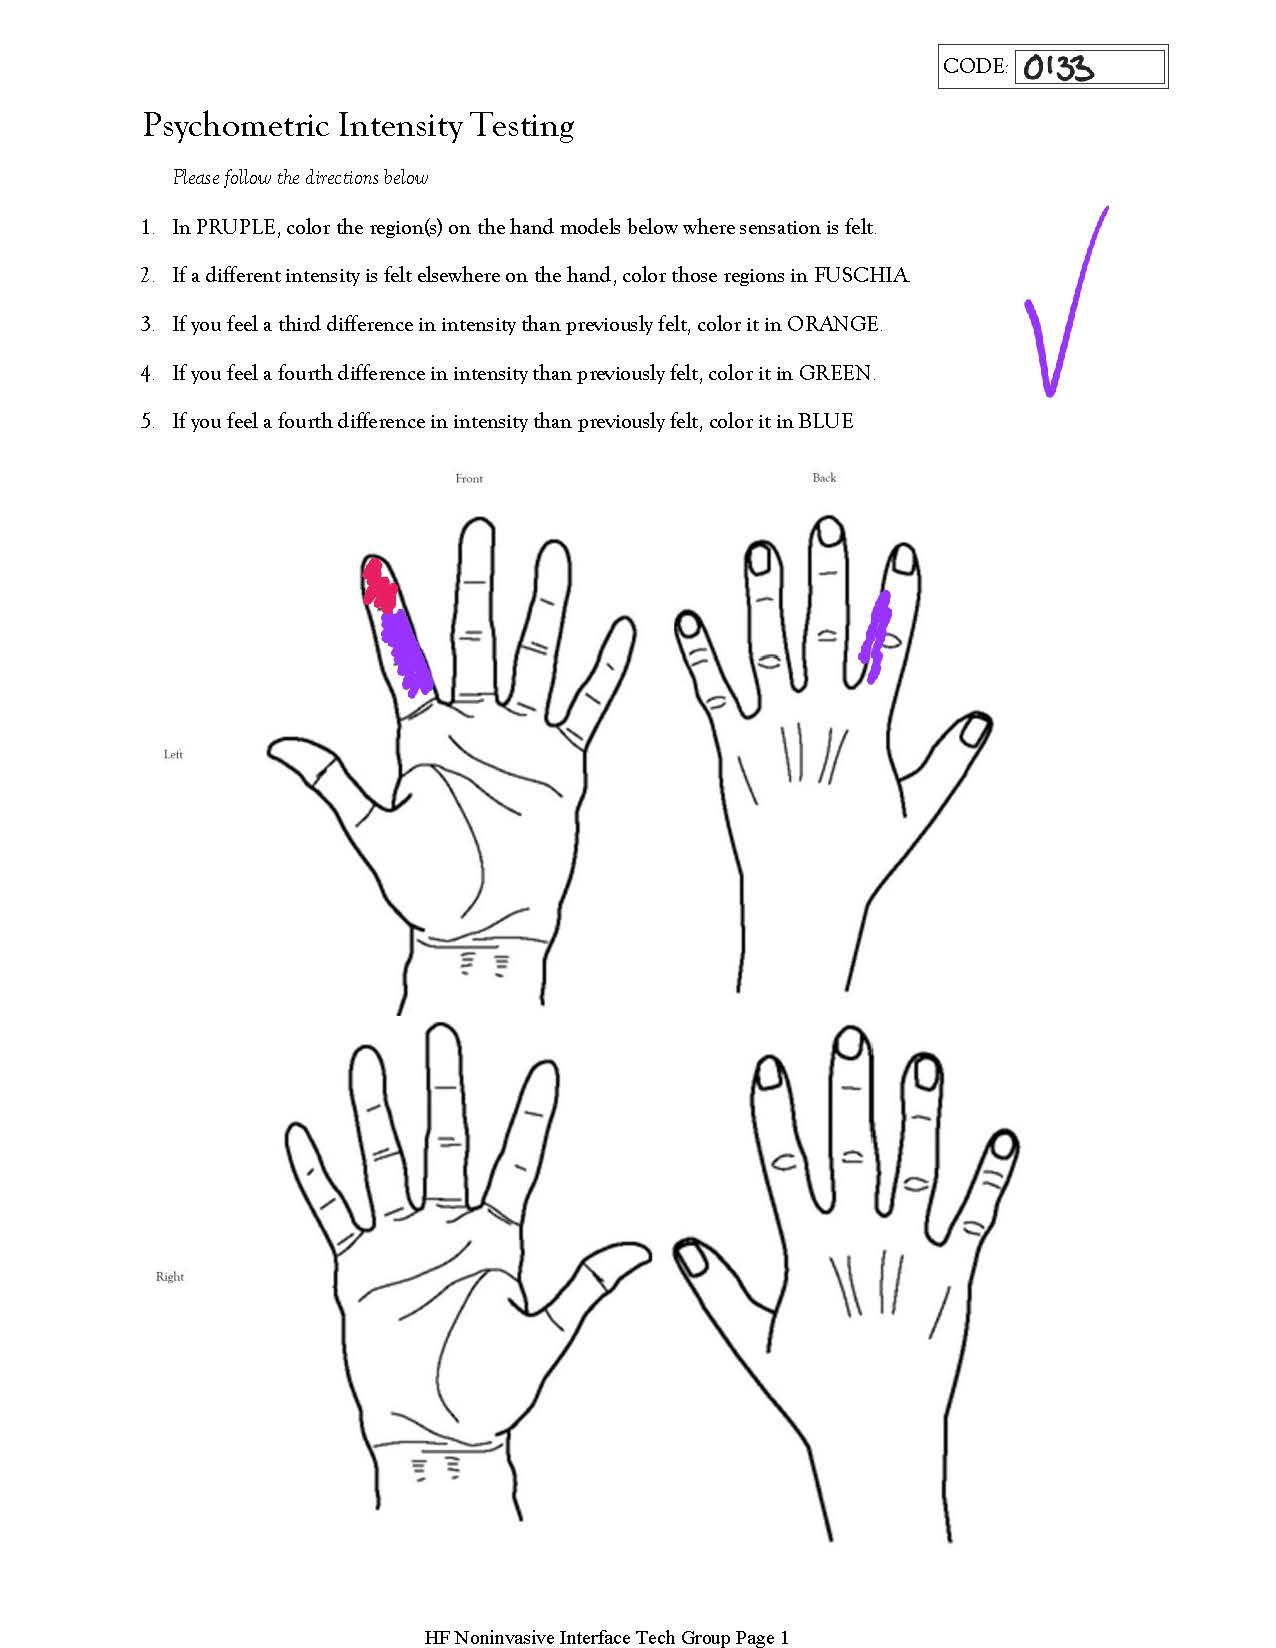 CODE: 0133
Psychometric Intensity Testing
Please follow the directions below
1. In PRUPLE, color the region(s) on the hand models below where sensation is felt.
2. If a different intensity is felt elsewhere on the hand, color those regions in FUSCHIA.
3. If you feel a third difference in intensity than previously felt, color it in ORANGE.
4. If you feel a fourth difference in intensity than previously felt, color it in GREEN.
5. If you feel a fourth difference in intensity than previously felt, color it in BLUE
Front Back
Left
Right
HF Noninvasive Interface Tech Group Page 1